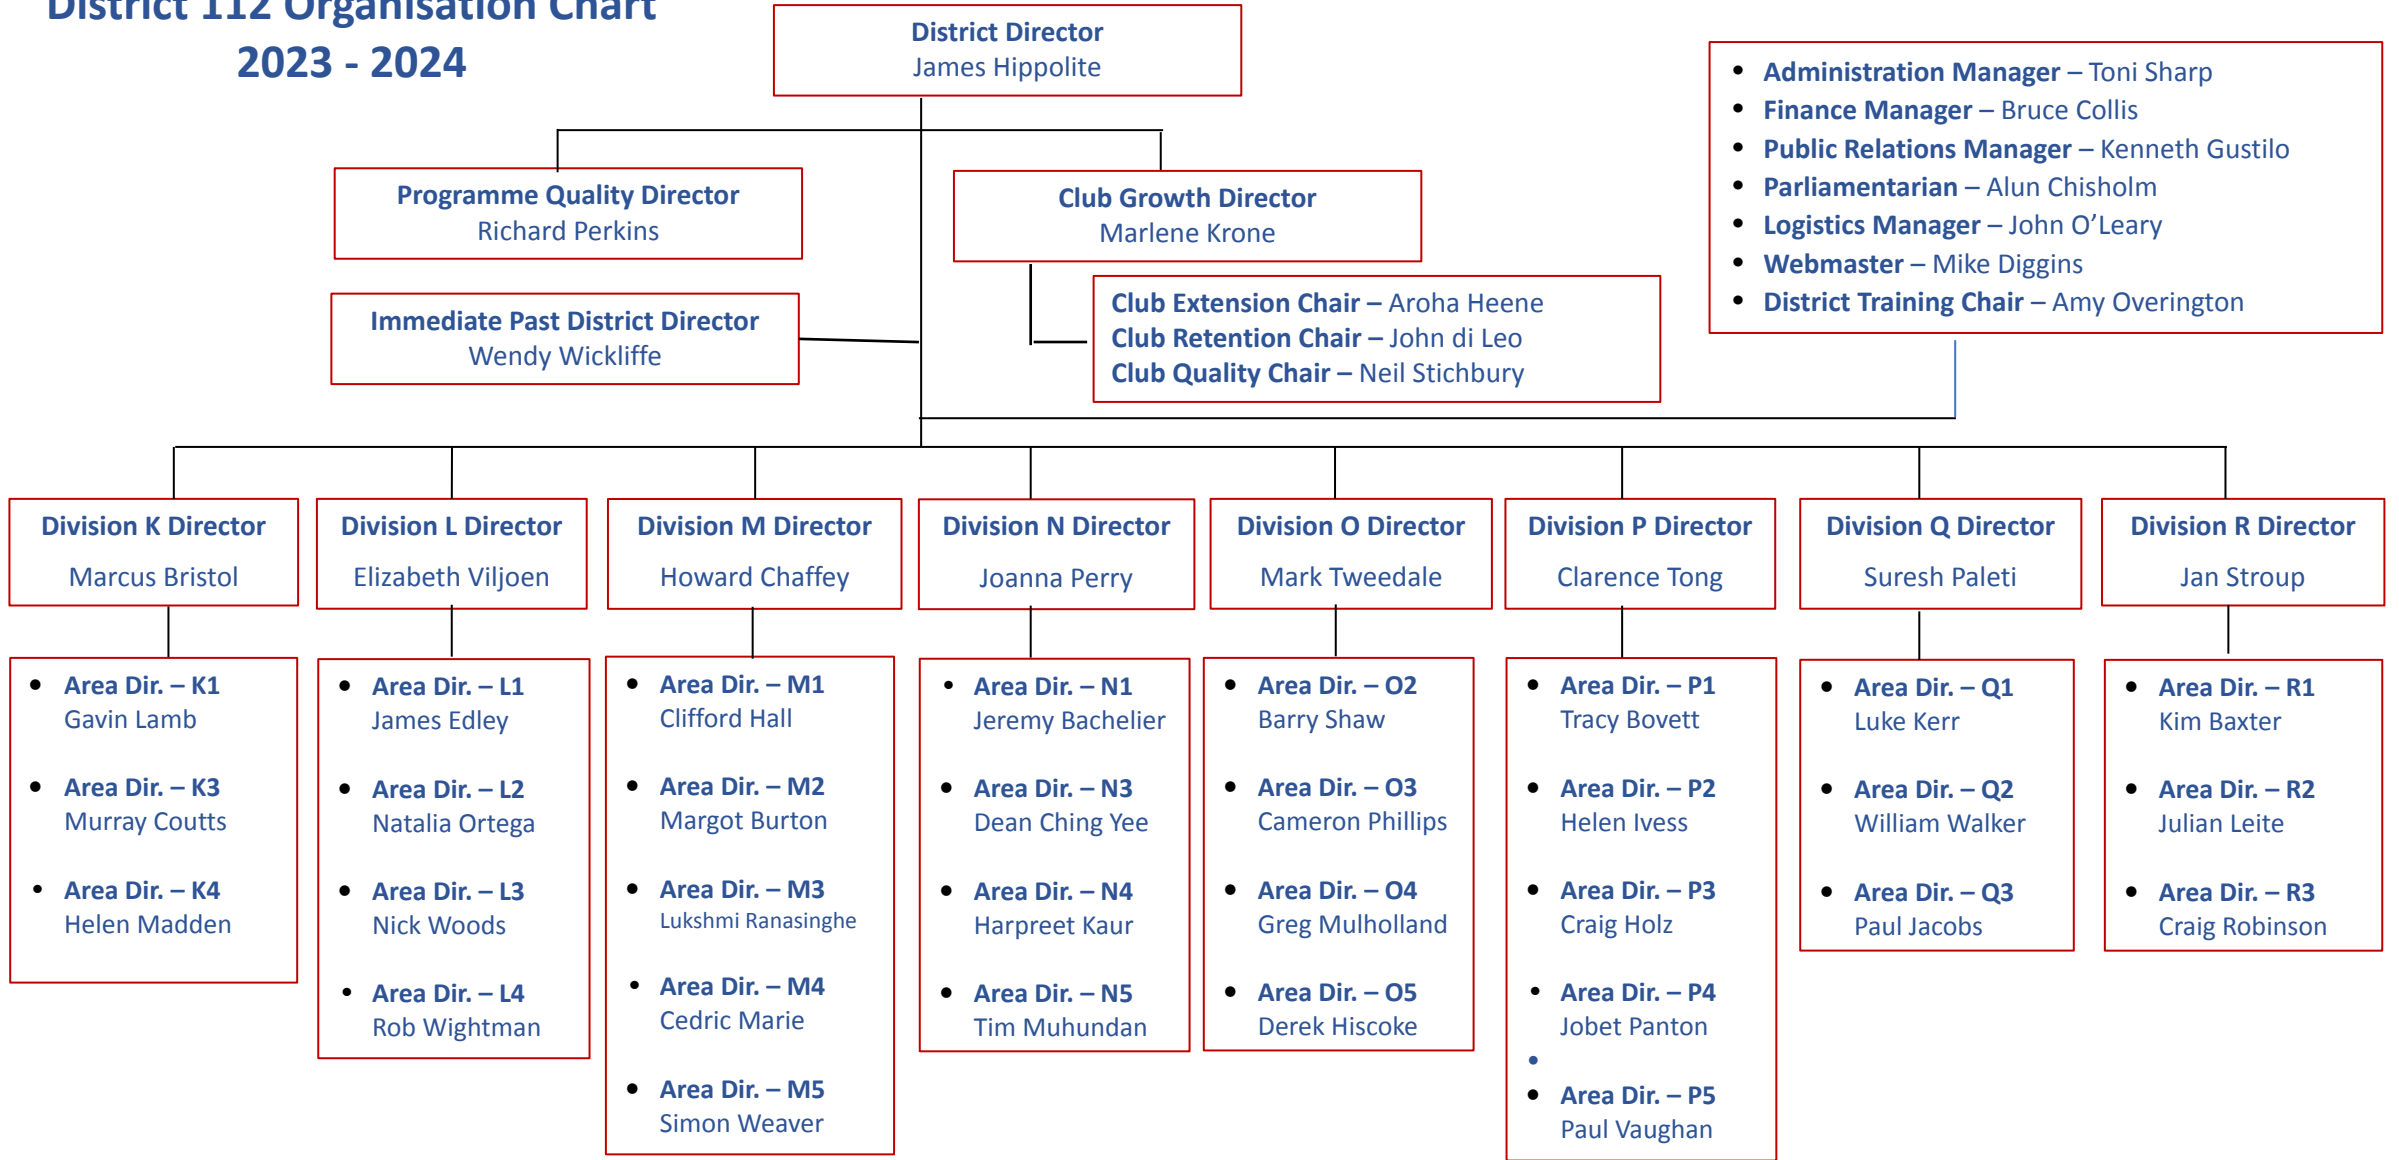 District 112 Organisation Chart
2023 - 2024
District Director
James Hippolite
• Administration Manager – Toni Sharp
• Finance Manager – Bruce Collis
• Public Relations Manager – Kenneth Gustilo
• Parliamentarian – Alun Chisholm
• Logistics Manager – John O’Leary
• Webmaster – Mike Diggins
• District Training Chair – Amy Overington
Programme Quality Director
Richard Perkins
Club Growth Director
Marlene Krone
Immediate Past District Director
Wendy Wickliffe
Club Extension Chair – Aroha Heene
Club Retention Chair – John di Leo
Club Quality Chair – Neil Stichbury
Division K Director
Marcus Bristol
Division L Director
Elizabeth Viljoen
Division M Director
Howard Chaffey
Division N Director
Joanna Perry
Division O Director
Mark Tweedale
Division P Director
Clarence Tong
Division Q Director
Suresh Paleti
Division R Director
Jan Stroup
• Area Dir. – K1
Gavin Lamb
• Area Dir. – K3
Murray Coutts
• Area Dir. – K4
Helen Madden
• Area Dir. – L1
James Edley
• Area Dir. – L2
Natalia Ortega
• Area Dir. – L3
Nick Woods
• Area Dir. – L4
Rob Wightman
• Area Dir. – M1
Clifford Hall
• Area Dir. – M2
Margot Burton
• Area Dir. – M3
Lukshmi Ranasinghe
• Area Dir. – M4
Cedric Marie
• Area Dir. – M5
Simon Weaver
• Area Dir. – N1
Jeremy Bachelier
• Area Dir. – N3
Dean Ching Yee
• Area Dir. – N4
Harpreet Kaur
• Area Dir. – N5
Tim Muhundan
• Area Dir. – O2
Barry Shaw
• Area Dir. – O3
Cameron Phillips
• Area Dir. – O4
Greg Mulholland
• Area Dir. – O5
Derek Hiscoke
• Area Dir. – P1
Tracy Bovett
• Area Dir. – P2
Helen Ivess
• Area Dir. – P3
Craig Holz
• Area Dir. – P4
Jobet Panton
•
• Area Dir. – P5
Paul Vaughan
• Area Dir. – Q1
Luke Kerr
• Area Dir. – Q2
William Walker
• Area Dir. – Q3
Paul Jacobs
• Area Dir. – R1
Kim Baxter
• Area Dir. – R2
Julian Leite
• Area Dir. – R3
Craig Robinson